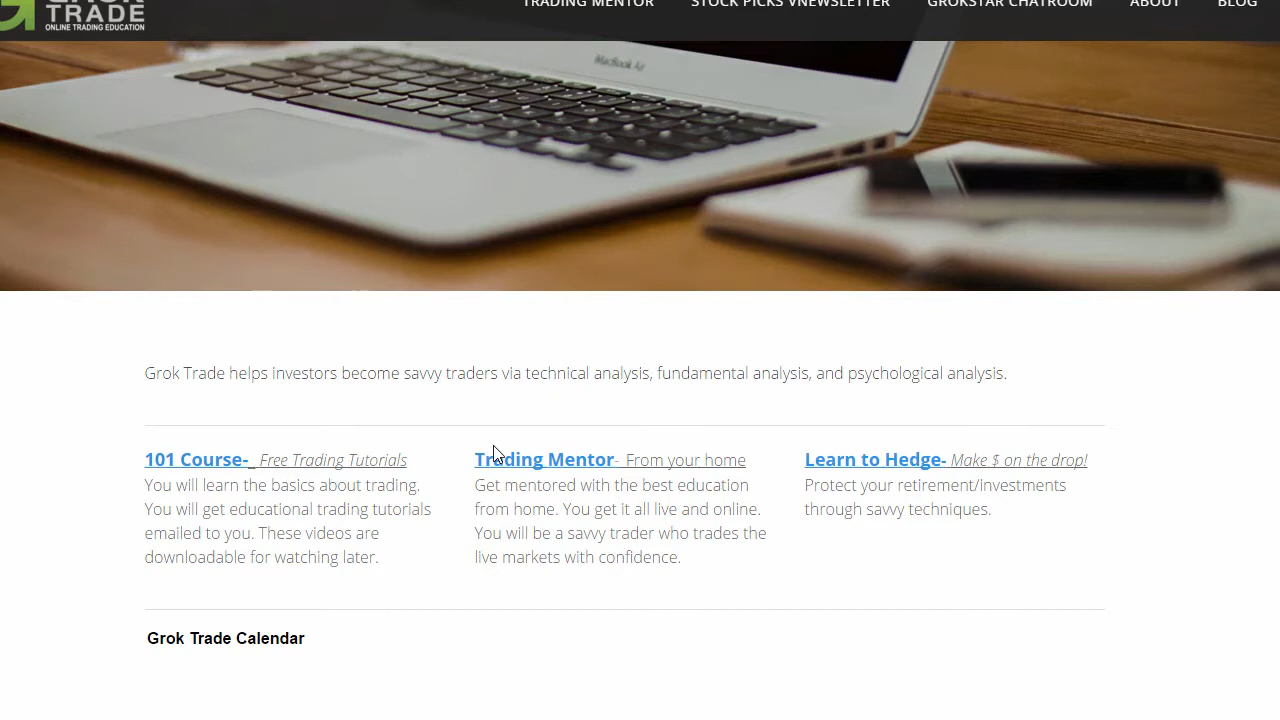 TRADE
ONLINE TRADING EDUCATION
TRADING MENTOR STOCK PICKS VNEWSLETTER GROKSTAR CHATROOM ABOUT BLOG
MacBook Air
Grok Trade helps investors become savvy traders via technical analysis, fundamental analysis, and psychological analysis.
101 Course- Free Trading Tutorials
You will learn the basics about trading.
You will get educational trading tutorials
emailed to you. These videos are
downloadable for watching later.
Trading Mentor- From your home
Get mentored with the best education
from home. You get it all live and online.
You will be a savvy trader who trades the
live markets with confidence.
Learn to Hedge- Make $ on the drop!
Protect your retirement/investments
through savvy techniques.
Grok Trade Calendar